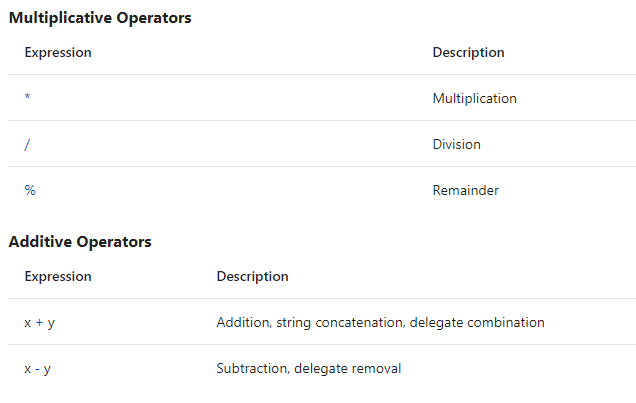 Multiplicative Operators
Expression Description
* Multiplication
/ Division
% Remainder
Additive Operators
Expression Description
x + y Addition, string concatenation, delegate combination
x - y Subtraction, delegate removal